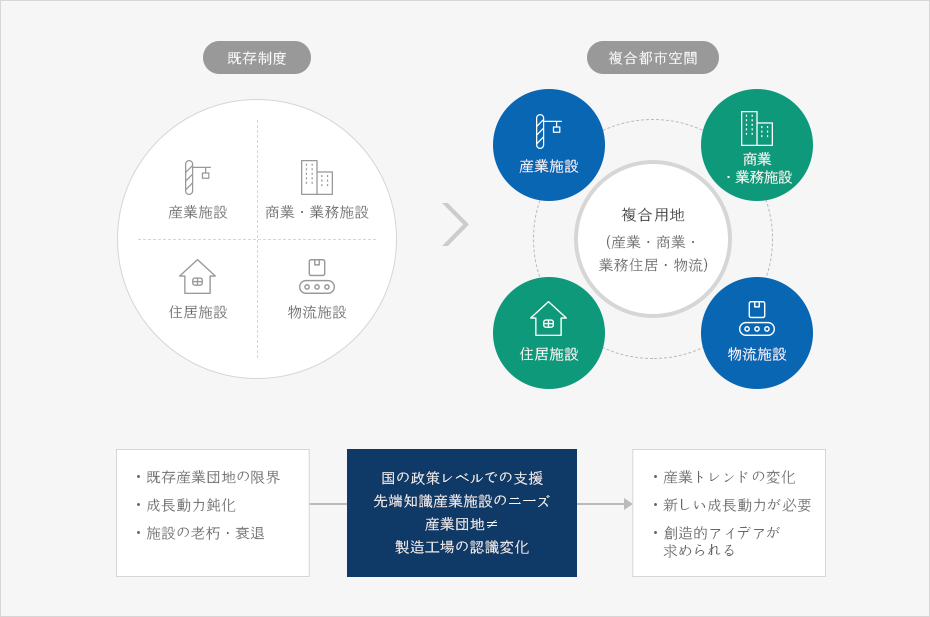 既存制度
産業施設
商業・業務施設
住居施設
物流施設
複合都市空間
産業施設
商業
・業務施設
複合用地
(産業・商業・
業務住居・物流)
住居施設
物流施設
・既存産業団地の限界
・成長動力鈍化
・施設の老朽・衰退
国の政策レベルでの支援
先端知識産業施設のニーズ
産業団地≠
製造工場の認識変化
・産業トレンドの変化
・新しい成長動力が必要
・創造的アイデアが
求められる